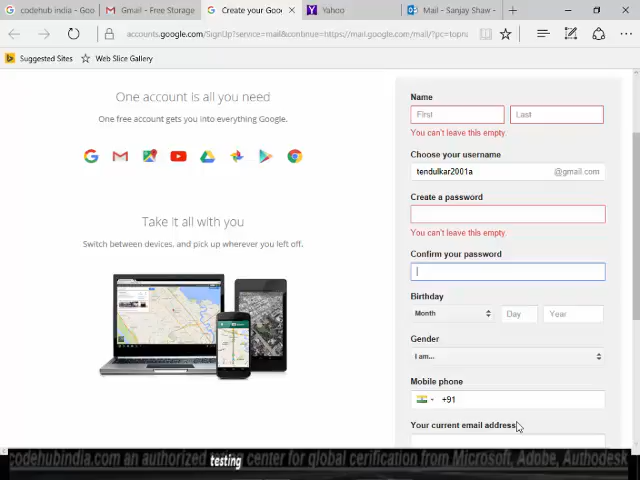 codehub india - Goo
Gmail - Free Storage
Create your Goo
Yahoo
Mail - Sanjay Shaw -
accounts.google.com/SignUp?service=mail&continue=https://mail.google.com/mail/?pc=topna
Suggested Sites
Web Slice Gallery
One account is all you need
One free account gets you into everything Google.
Take it all with you
Switch between devices, and pick up wherever you left off.
Name
First
Last
You can't leave this empty.
Choose your username
tendulkar2001a
@gmail.com
Create a password
You can't leave this empty.
Confirm your password
Birthday
Month
Day
Year
Gender
I am...
Mobile phone
+91
Your current email address
codehubindia.com an authorized testing center for global cerification from Microsoft, Adobe, Authodesk